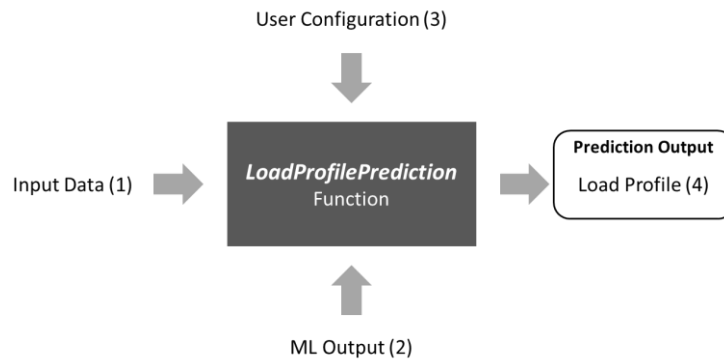 User Configuration (3)
Input Data (1)
LoadProfilePrediction
Function
Prediction Output
Load Profile (4)
ML Output (2)